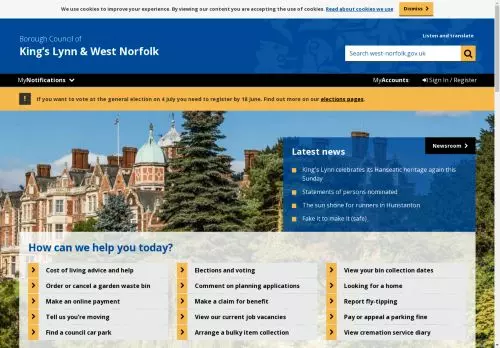 We use cookies to improve your experience. By viewing our content you are accepting the use of cookies. Read about cookies we use
Dismiss
Borough Council of
King's Lynn & West Norfolk
Listen and translate
Search west-norfolk.gov.uk
MyNotifications
MyAccounts:
Sign In / Register
! If you want to vote at the general election on 4 July you need to register by 18 June. Find out more on our elections pages.
Newsroom
Latest news
King's Lynn celebrates its Hanseatic heritage again this
Sunday
Statements of persons nominated
The sun shone for runners in Hunstanton
Fake it to make it (safe)
How can we help you today?
Cost of living advice and help
Elections and voting
View your bin collection dates
Order or cancel a garden waste bin
Comment on planning applications
Looking for a home
Make an online payment
Make a claim for benefit
Report fly-tipping
Tell us you're moving
View our current job vacancies
Pay or appeal a parking fine
Find a council car park
Arrange a bulky item collection
View cremation service diary